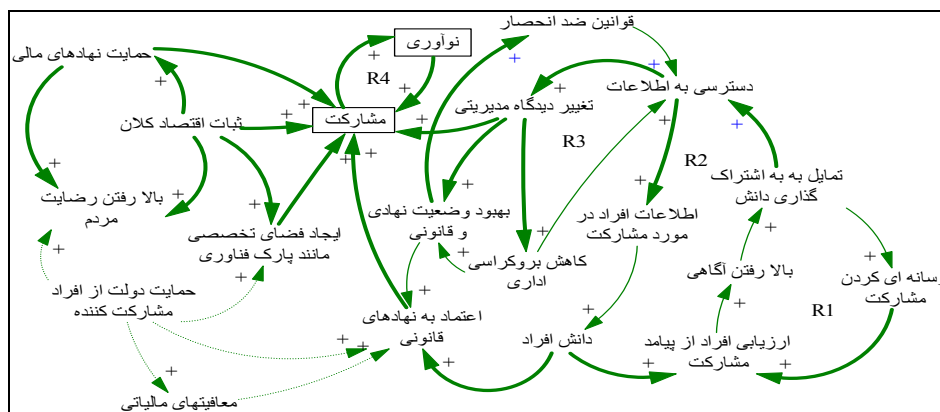 قوانین ضد انحصار
نوآوری
حمایت نهادهای مالی
R4
دسترسی به اطلاعات
تغییر دیدگاه مدیریتی
مشارکت
ثبات اقتصاد کلان
R3
R2
تمایل به به اشتراک
گذاری دانش
بالا رفتن رضایت
مردم
بهبود وضعیت نهادی
و قانونی
اطلاعات افراد در
مورد مشارکت
ایجاد فضای تخصصی
مانند پارک فناوری
کاهش بروکراسی
اداری
بالا رفتن آگاهی
رسانه ای کردن
مشارکت
حمایت دولت از افراد
مشارکت کننده
R1
اعتماد به نهادهای
قانونی
دانش افراد
ارزیابی افراد از پیامد
مشارکت
معافیتهای مالیاتی